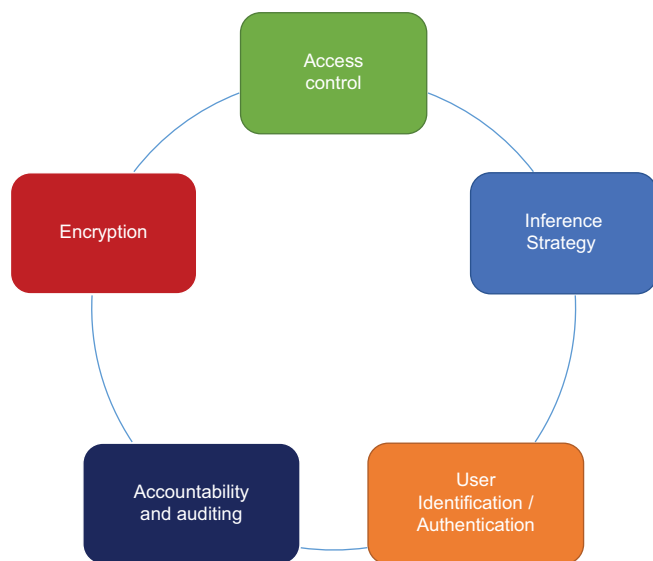 Access
control
Inference
Strategy
User
Identification /
Authentication
Accountability
and auditing
Encryption